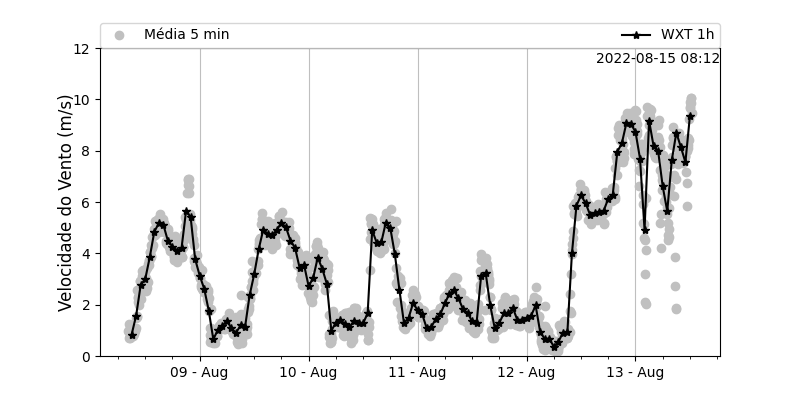 Média 5 min
WXT 1h
2022-08-15 08:12
Velocidade do Vento (m/s)
12
10
8
6
4
2
0
09 - Aug
10 - Aug
11 - Aug
12 - Aug
13 - Aug